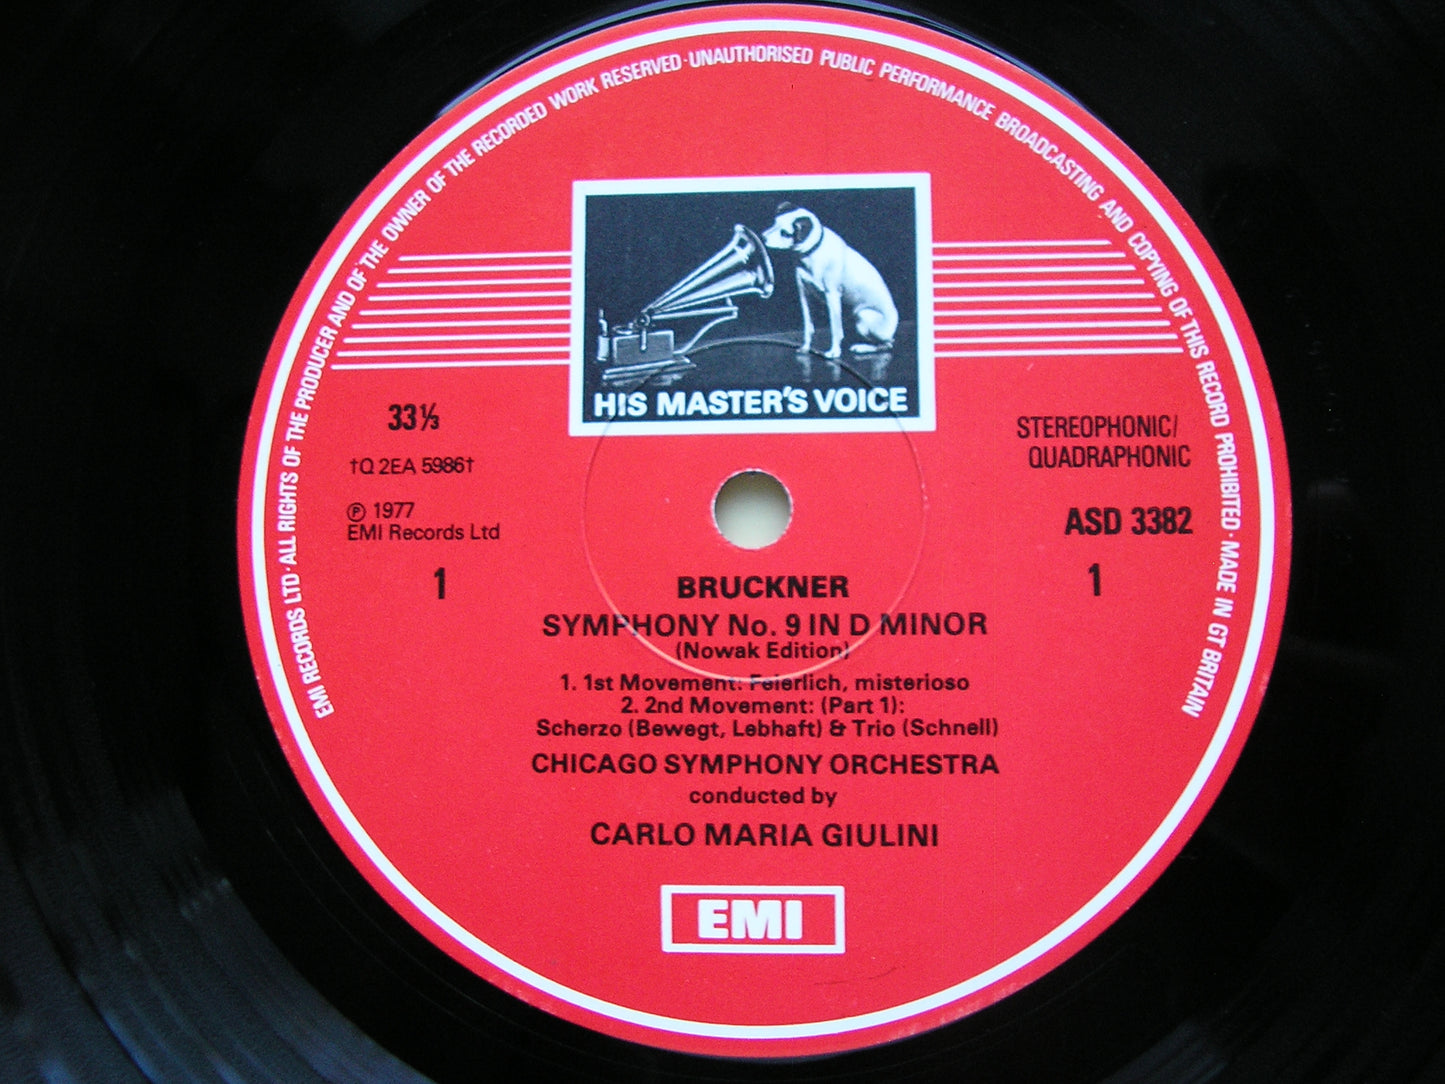 EMI RECORDS LTD · ALL RIGHTS OF THE PRODUCER AND OF THE OWNER OF THE RECORDED WORK RESERVED · UNAUTHORISED PUBLIC PERFORMANCE BROADCASTING AND COPYING OF THIS RECORD PROHIBITED · MADE IN GT BRITAIN
HIS MASTER'S VOICE
33⅓
STEREOPHONIC/
QUADRAPHONIC
†Q 2EA 5986†
℗ 1977
EMI Records Ltd
ASD 3382
1
1
BRUCKNER
SYMPHONY No. 9 IN D MINOR
(Nowak Edition)
1. 1st Movement: Feierlich, misterioso
2. 2nd Movement: (Part 1):
Scherzo (Bewegt, Lebhaft) & Trio (Schnell)
CHICAGO SYMPHONY ORCHESTRA
conducted by
CARLO MARIA GIULINI
EMI